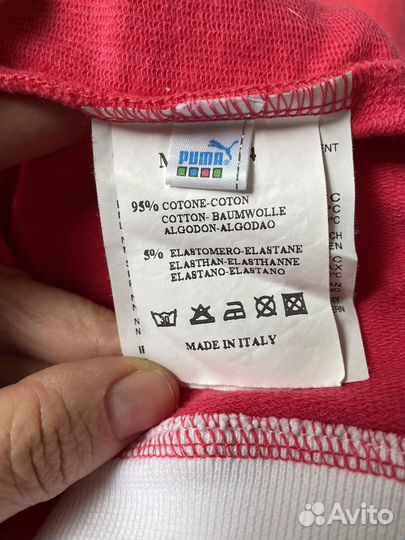 PUMA
95% COTONE-COTON
COTTON- BAUMWOLLE
ALGODON-ALGODAO
5% ELASTOMERO-ELASTANE
ELASTHAN-ELASTHANNE
ELASTANO-ELASTANO
30
MADE IN ITALY
Avito